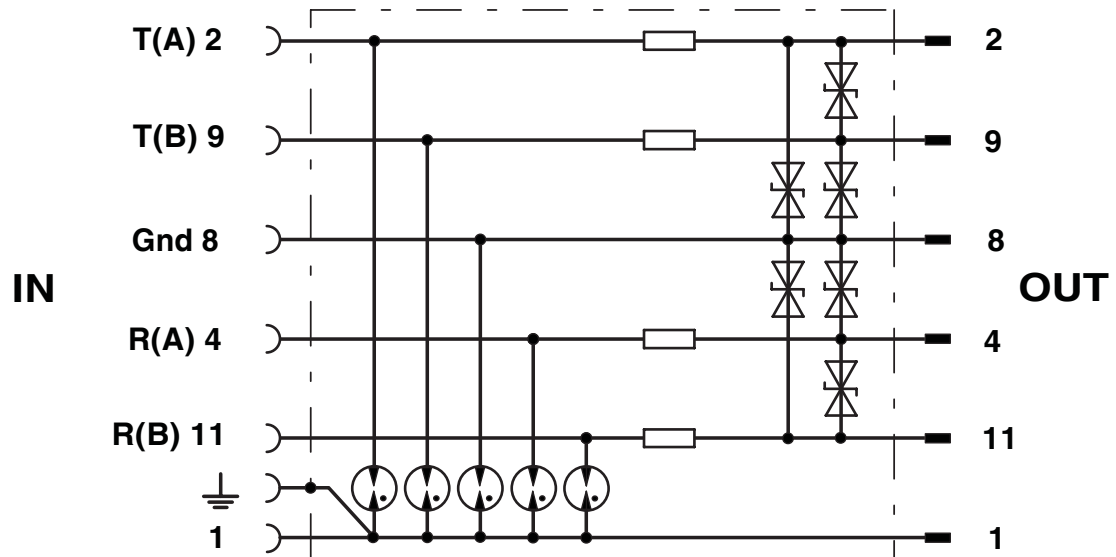 T(A) 2 2
T(B) 9 9
Gnd 8 8
IN OUT
R(A) 4 4
R(B) 11 11
1 1